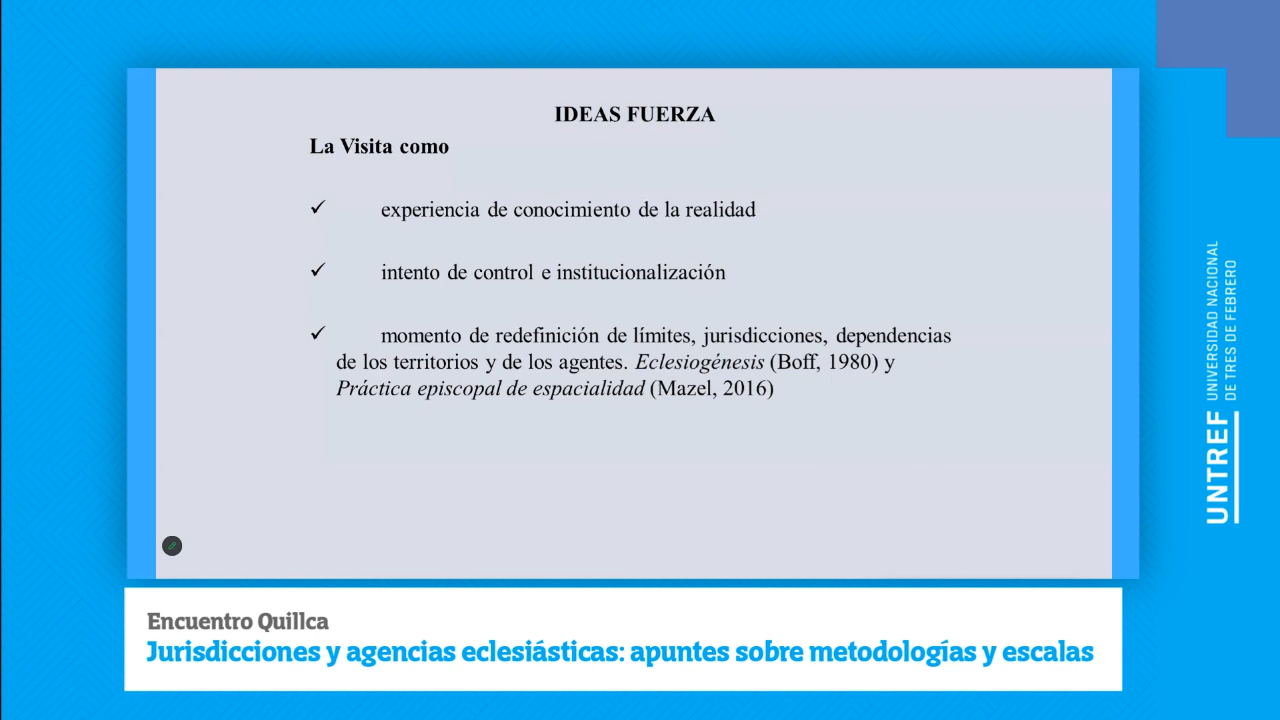 IDEAS FUERZA
La Visita como
✓ experiencia de conocimiento de la realidad
✓ intento de control e institucionalización
✓ momento de redefinición de límites, jurisdicciones, dependencias
de los territorios y de los agentes. Eclesiogénesis (Boff, 1980) y
Práctica episcopal de espacialidad (Mazel, 2016)
Encuentro Quillca
Jurisdicciones y agencias eclesiásticas: apuntes sobre metodologías y escalas
UNTREF
UNIVERSIDAD NACIONAL
DE TRES DE FEBRERO